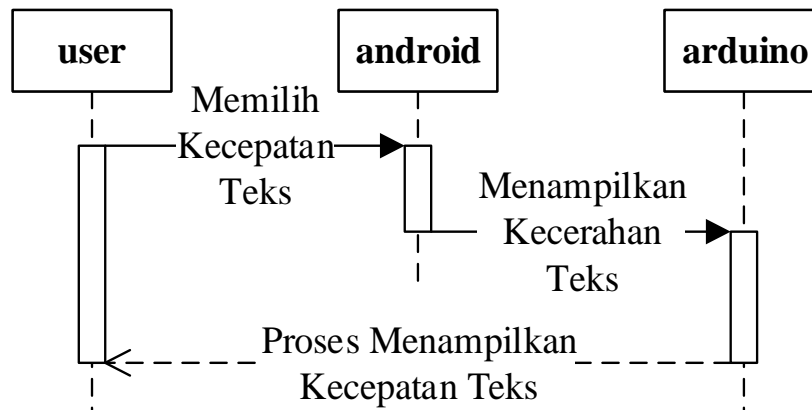 user
android
arduino
Memilih
Kecepatan
Teks
Menampilkan
Kecerahan
Teks
Proses Menampilkan
Kecepatan Teks